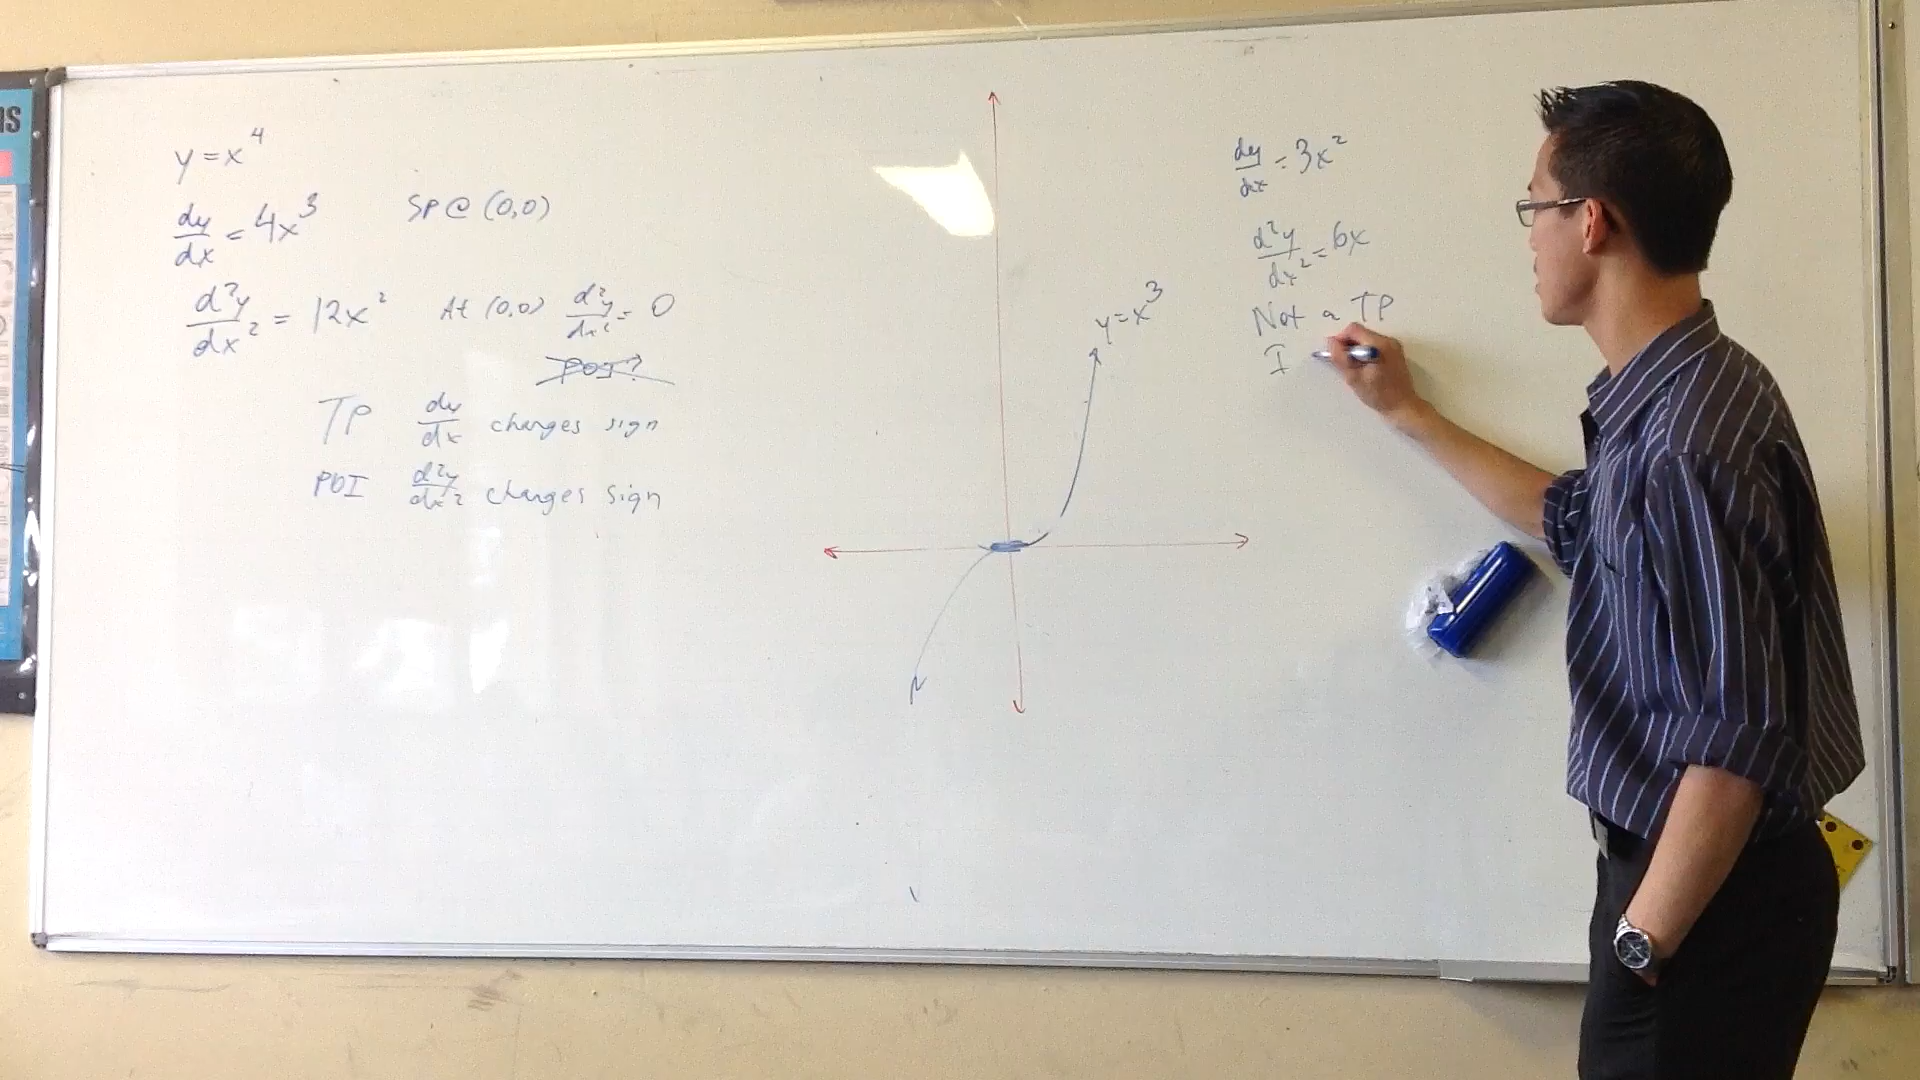 NS
y = x⁴
dy/dx = 4x³ SP @ (0,0)
d²y/dx² = 12x² At (0,0) d²y/dx² = 0
POI?
TP dy/dx changes sign
POI d²y/dx² changes sign
y = x³
dy/dx = 3x²
d²y/dx² = 6x
Not a TP
I